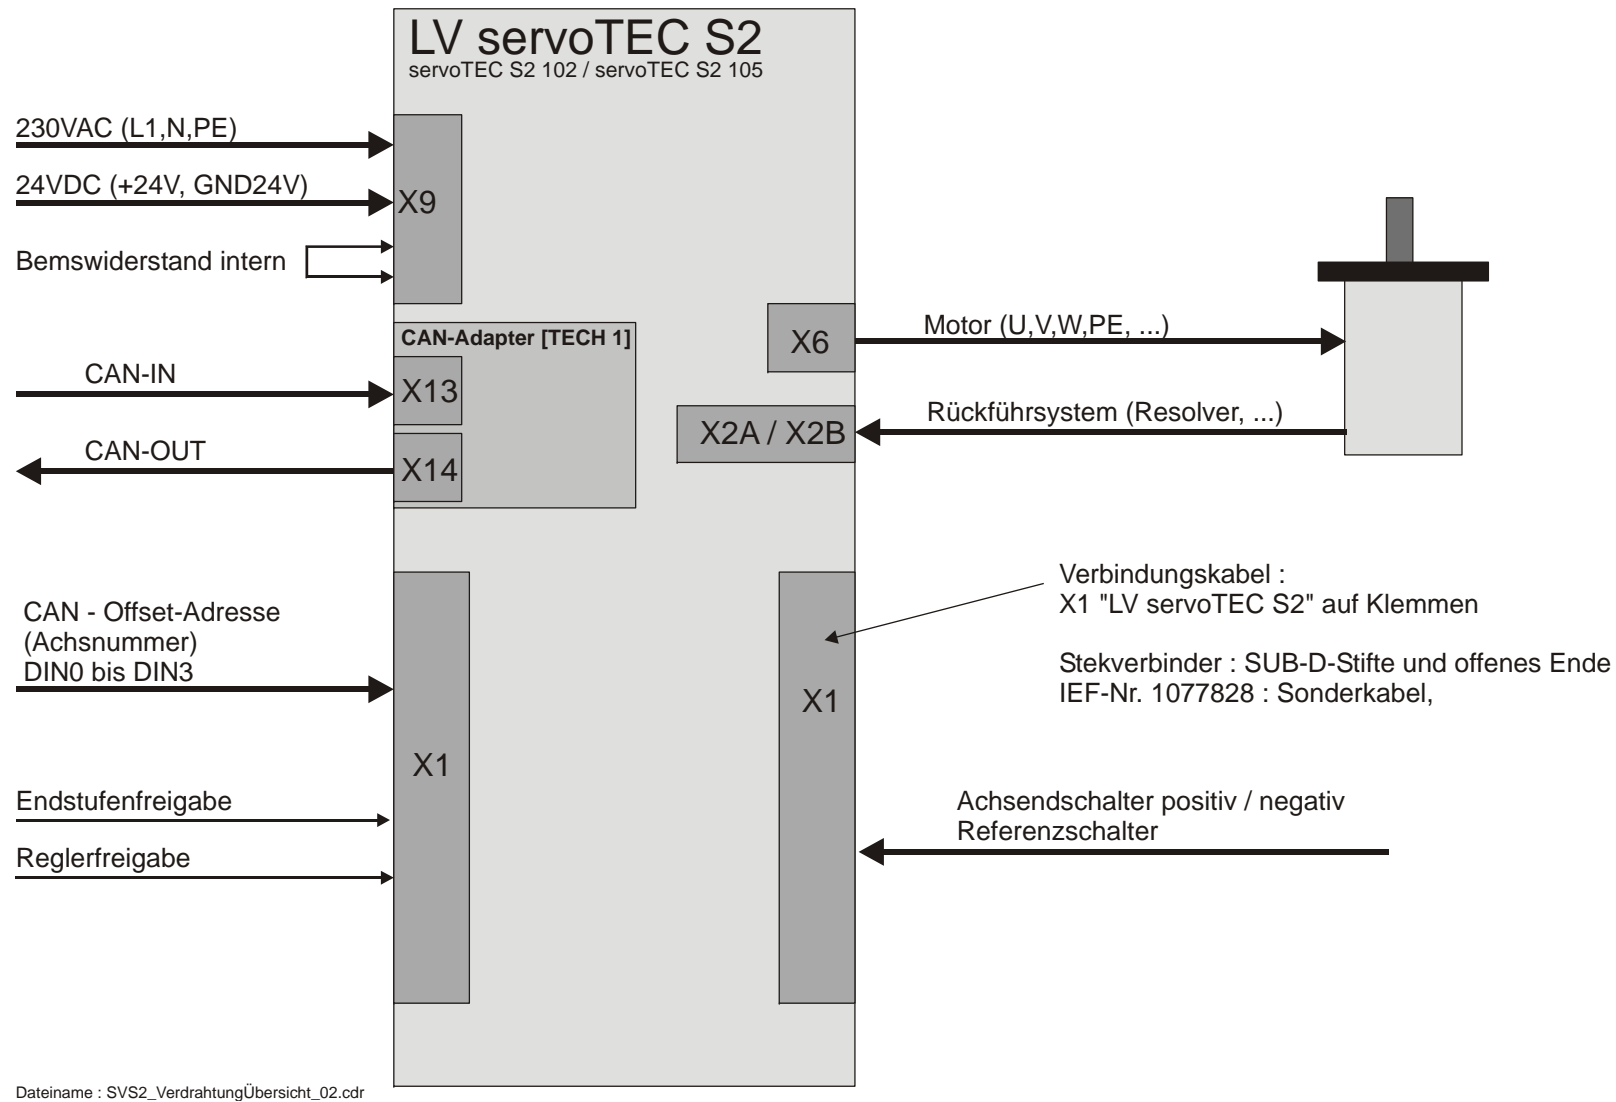 LV servoTEC S2
servoTEC S2 102 / servoTEC S2 105
230VAC (L1,N,PE)
24VDC (+24V, GND24V)
X9
Bemswiderstand intern
CAN-Adapter [TECH 1]
CAN-IN
X13
CAN-OUT
X14
X6
Motor (U,V,W,PE, ...)
X2A / X2B
Rückführsystem (Resolver, ...)
CAN - Offset-Adresse
(Achsnummer)
DIN0 bis DIN3
X1
Endstufenfreigabe
Reglerfreigabe
X1
Verbindungskabel :
X1 "LV servoTEC S2" auf Klemmen
Stekverbinder : SUB-D-Stifte und offenes Ende
IEF-Nr. 1077828 : Sonderkabel,
Achsendschalter positiv / negativ
Referenzschalter
Dateiname : SVS2_VerdrahtungÜbersicht_02.cdr